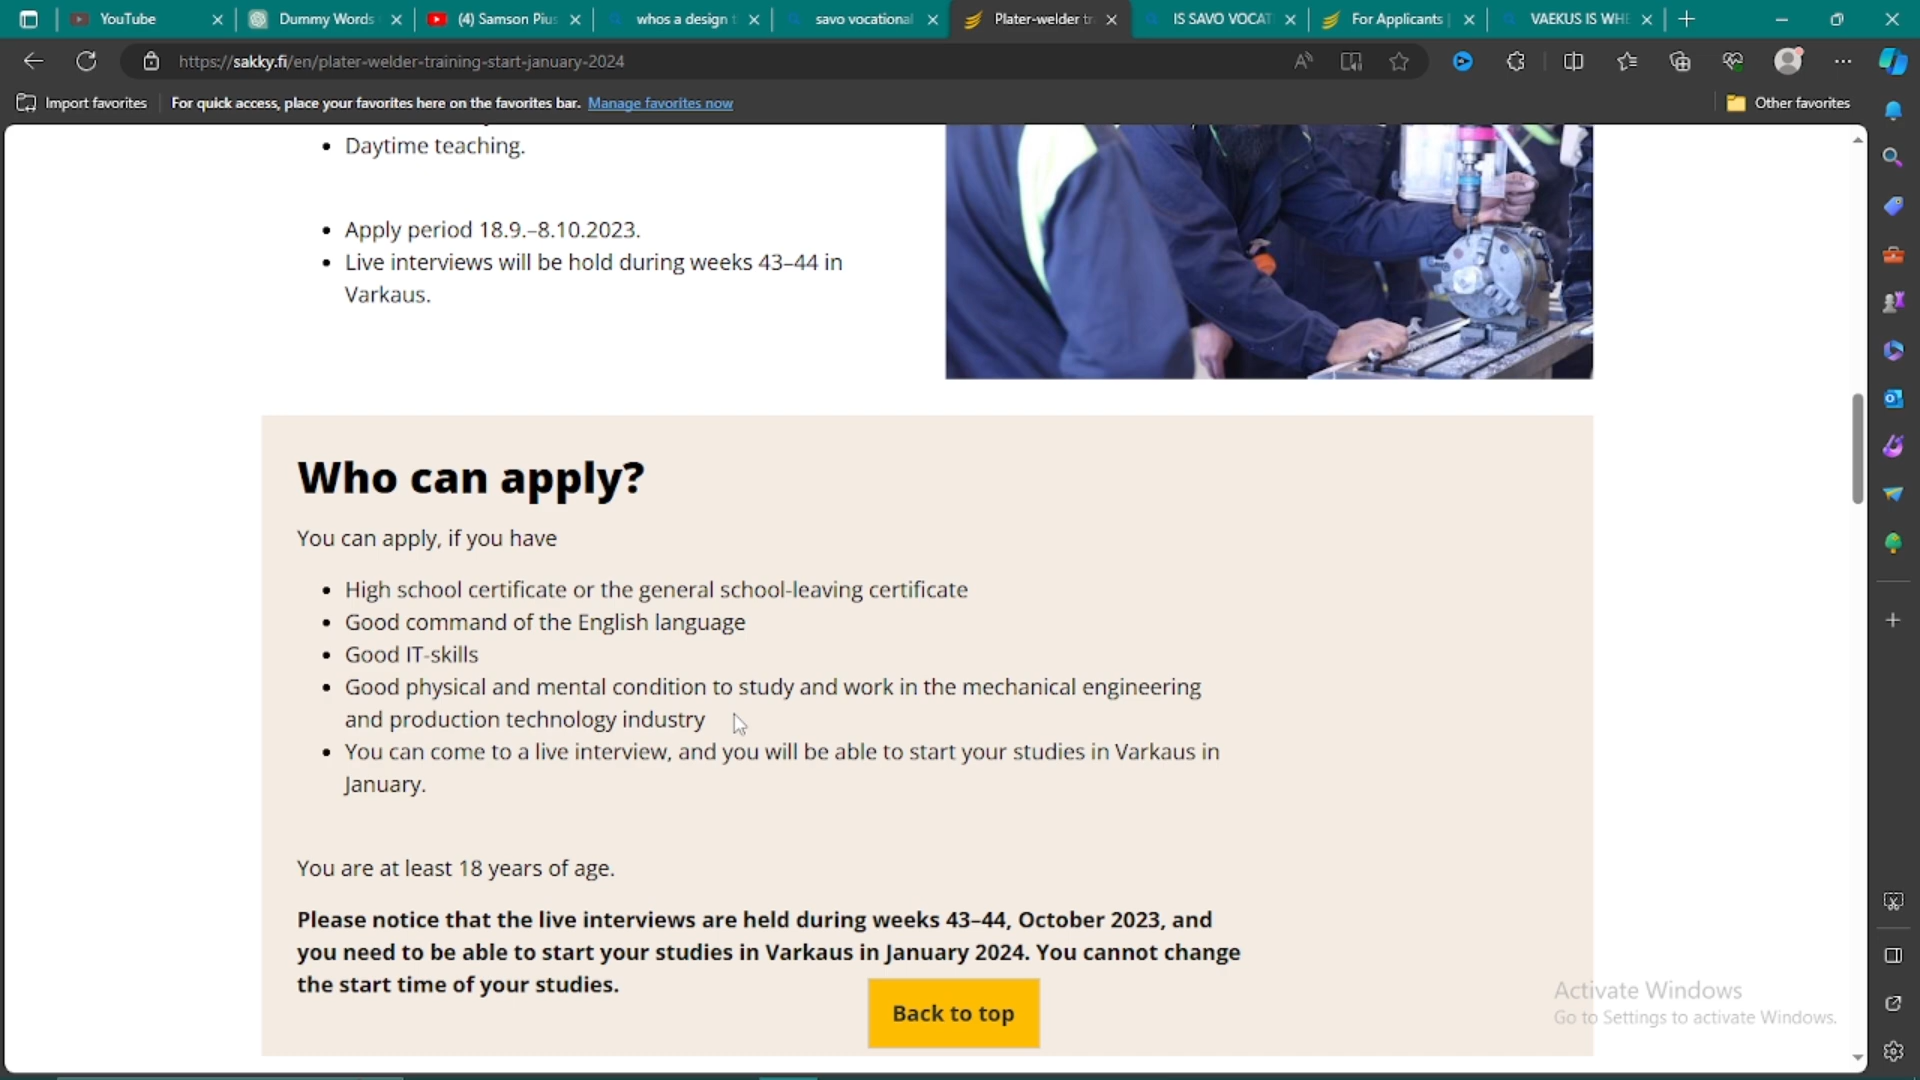 YouTube
Dummy Words
(4) Samson Pius
whos a design t
savo vocational
Plater-welder tr
IS SAVO VOCAT
For Applicants |
VAEKUS IS WHE
https://sakky.fi/en/plater-welder-training-start-january-2024
Import favorites
For quick access, place your favorites here on the favorites bar. Manage favorites now
Other favorites
• Daytime teaching.
• Apply period 18.9.–8.10.2023.
• Live interviews will be hold during weeks 43–44 in
Varkaus.
Who can apply?
You can apply, if you have
• High school certificate or the general school-leaving certificate
• Good command of the English language
• Good IT-skills
• Good physical and mental condition to study and work in the mechanical engineering
and production technology industry
• You can come to a live interview, and you will be able to start your studies in Varkaus in
January.
You are at least 18 years of age.
Please notice that the live interviews are held during weeks 43–44, October 2023, and
you need to be able to start your studies in Varkaus in January 2024. You cannot change
the start time of your studies.
Back to top
Activate Windows
Go to Settings to activate Windows.